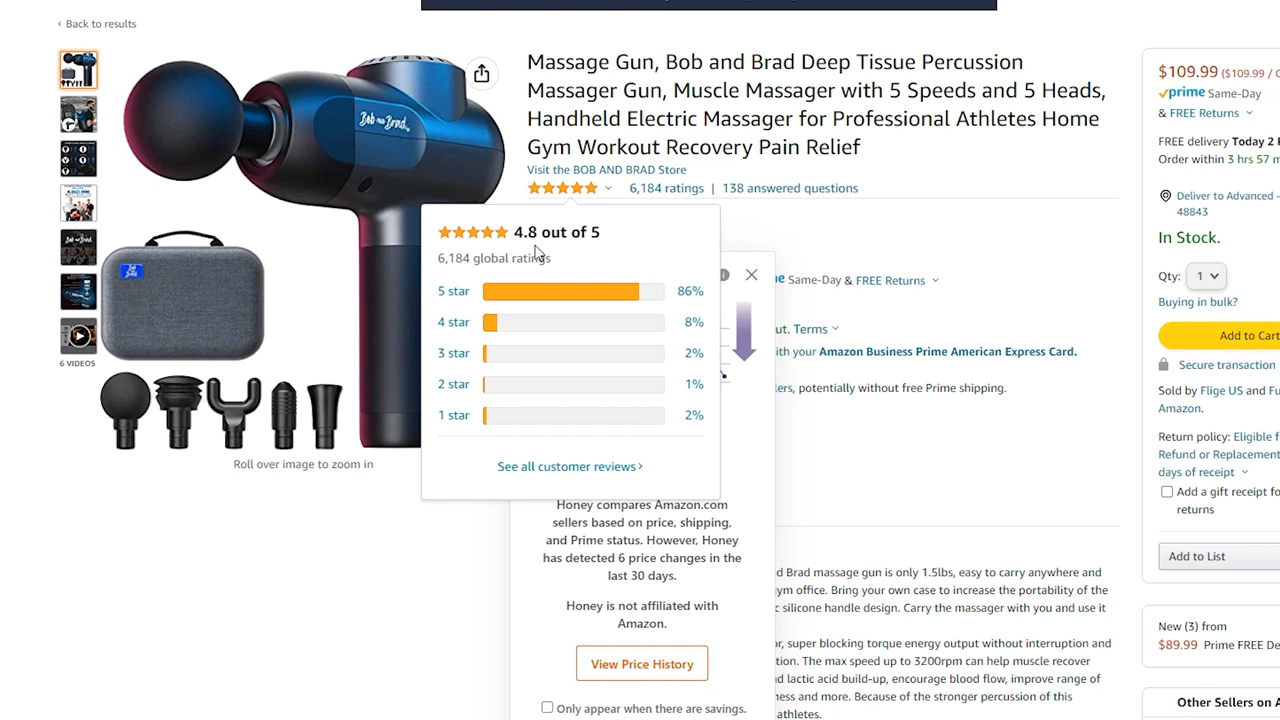 ‹ Back to results
Massage Gun, Bob and Brad Deep Tissue Percussion
Massager Gun, Muscle Massager with 5 Speeds and 5 Heads,
Handheld Electric Massager for Professional Athletes Home
Gym Workout Recovery Pain Relief
Visit the BOB AND BRAD Store
6,184 ratings | 138 answered questions
Bob AND Brad
6 VIDEOS
Roll over image to zoom in
4.8 out of 5
6,184 global ratings
5 star 86%
4 star 8%
3 star 2%
2 star 1%
1 star 2%
See all customer reviews ›
Same-Day & FREE Returns
out. Terms
with your Amazon Business Prime American Express Card.
potentially without free Prime shipping.
Honey compares Amazon.com
sellers based on price, shipping,
and Prime status. However, Honey
has detected 6 price changes in the
last 30 days.
Honey is not affiliated with
Amazon.
View Price History
Only appear when there are savings.
d Brad massage gun is only 1.5lbs, easy to carry anywhere and
gym office. Bring your own case to increase the portability of the
silicone handle design. Carry the massager with you and use it
super blocking torque energy output without interruption and
The max speed up to 3200rpm can help muscle recover
lactic acid build-up, encourage blood flow, improve range of
and more. Because of the stronger percussion of this
athletes.
$109.99 ($109.99 /
prime Same-Day
& FREE Returns
FREE delivery Today 2
Order within 3 hrs 57 m
Deliver to Advanced -
48843
In Stock.
Qty: 1
Buying in bulk?
Add to Cart
Secure transaction
Sold by Flige US and Fu
Amazon.
Return policy: Eligible f
Refund or Replacement
days of receipt
Add a gift receipt fo
returns
Add to List
New (3) from
$89.99 Prime FREE De
Other Sellers on A